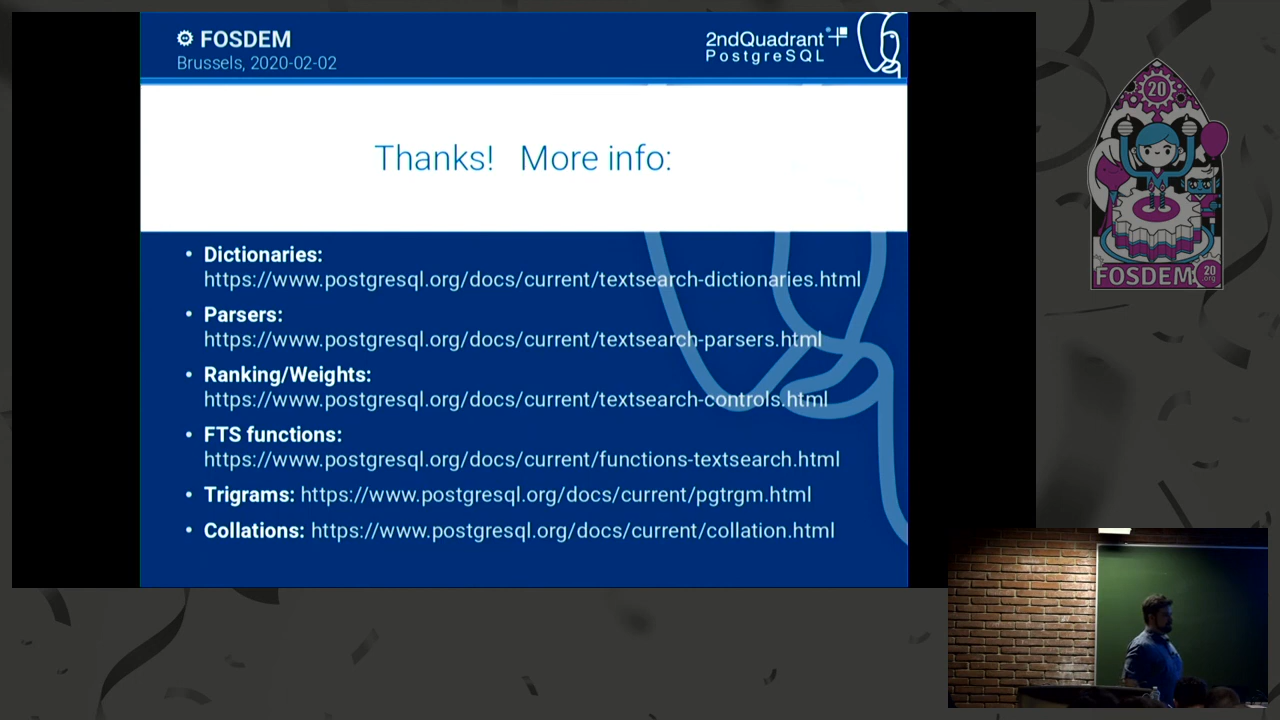 FOSDEM
Brussels, 2020-02-02
2ndQuadrant
PostgreSQL
Thanks! More info:
• Dictionaries:
https://www.postgresql.org/docs/current/textsearch-dictionaries.html
• Parsers:
https://www.postgresql.org/docs/current/textsearch-parsers.html
• Ranking/Weights:
https://www.postgresql.org/docs/current/textsearch-controls.html
• FTS functions:
https://www.postgresql.org/docs/current/functions-textsearch.html
• Trigrams: https://www.postgresql.org/docs/current/pgtrgm.html
• Collations: https://www.postgresql.org/docs/current/collation.html
20
FOSDEM
20
.org